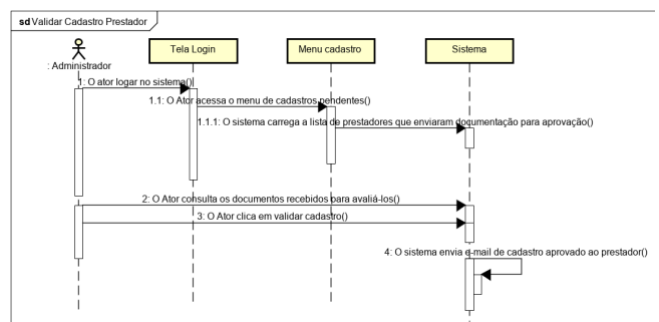 sd Validar Cadastro Prestador
: Administrador
Tela Login
Menu cadastro
Sistema
1: O ator logar no sistema()
1.1: O Ator acessa o menu de cadastros pendentes()
1.1.1: O sistema carrega a lista de prestadores que enviaram documentação para aprovação()
2: O Ator consulta os documentos recebidos para avaliá-los()
3: O Ator clica em validar cadastro()
4: O sistema envia e-mail de cadastro aprovado ao prestador()